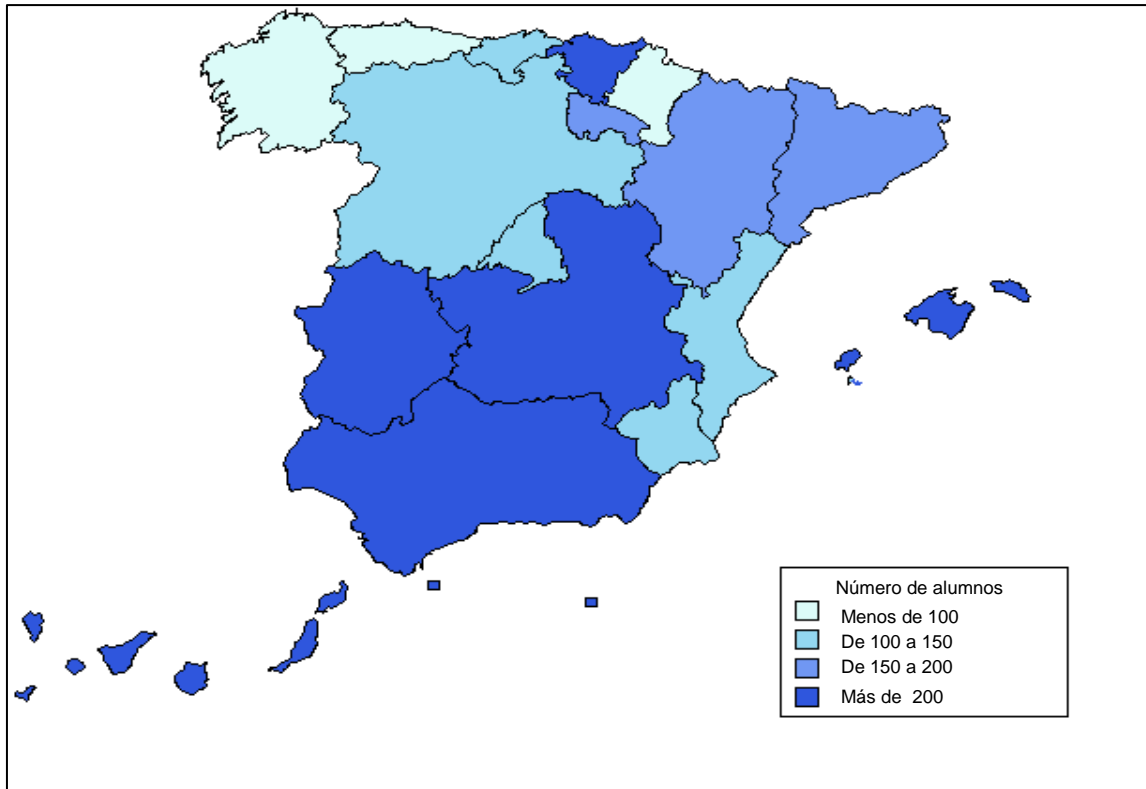 Número de alumnos
Menos de 100
De 100 a 150
De 150 a 200
Más de 200